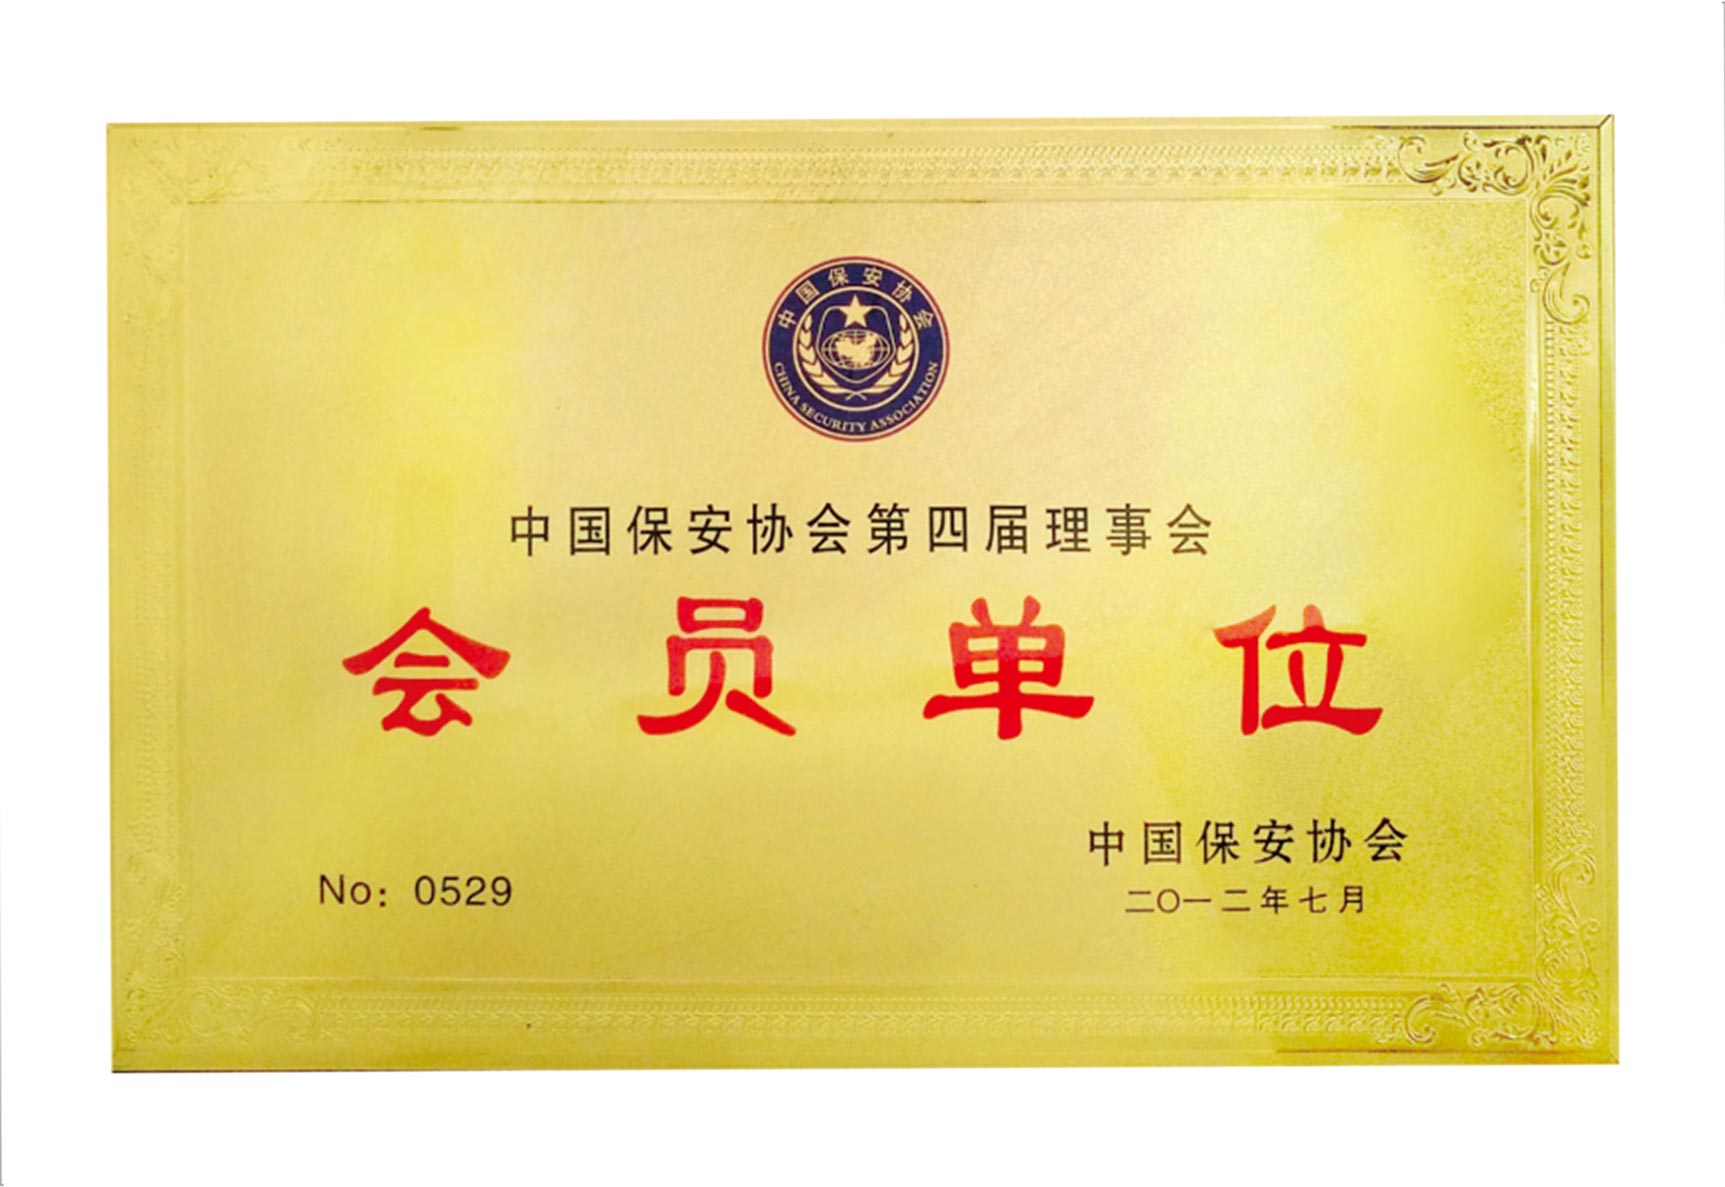 中国保安协会
CHINA SECURITY ASSOCIATION
中国保安协会第四届理事会
会员单位
中国保安协会
No: 0529
二〇一二年七月